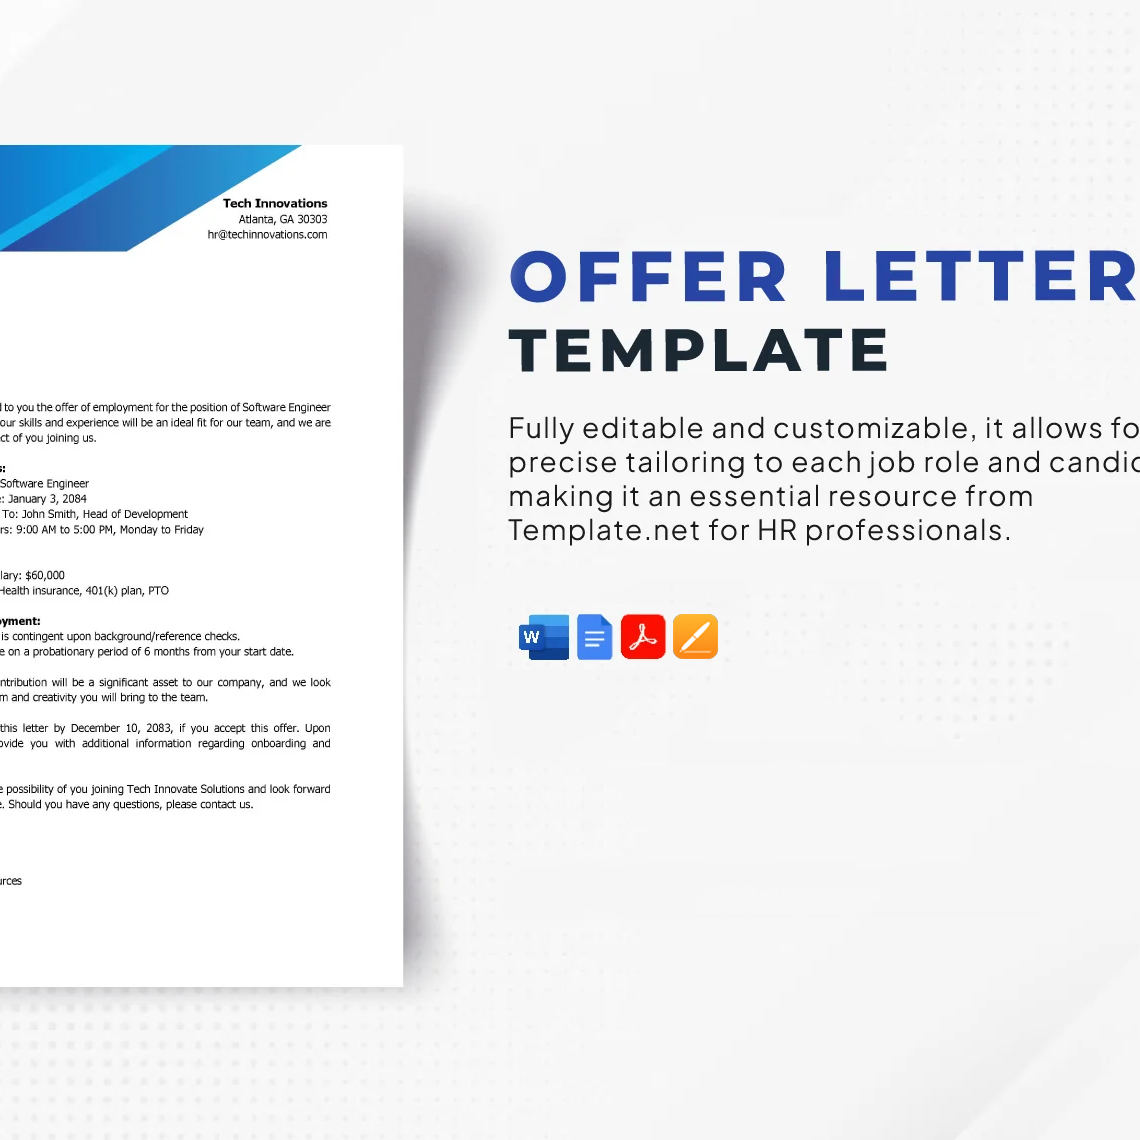 Tech Innovations
Atlanta, GA 30303
hr@techinnovations.com
to you the offer of employment for the position of Software Engineer
our skills and experience will be an ideal fit for our team, and we are
ct of you joining us.
s:
Software Engineer
e: January 3, 2084
To: John Smith, Head of Development
rs: 9:00 AM to 5:00 PM, Monday to Friday
lary: $60,000
Health insurance, 401(k) plan, PTO
oyment:
is contingent upon background/reference checks.
e on a probationary period of 6 months from your start date.
ntribution will be a significant asset to our company, and we look
m and creativity you will bring to the team.
this letter by December 10, 2083, if you accept this offer. Upon
ovide you with additional information regarding onboarding and
e possibility of you joining Tech Innovate Solutions and look forward
e. Should you have any questions, please contact us.
urces
OFFER LETTER
TEMPLATE
Fully editable and customizable, it allows fo
precise tailoring to each job role and candid
making it an essential resource from
Template.net for HR professionals.
W